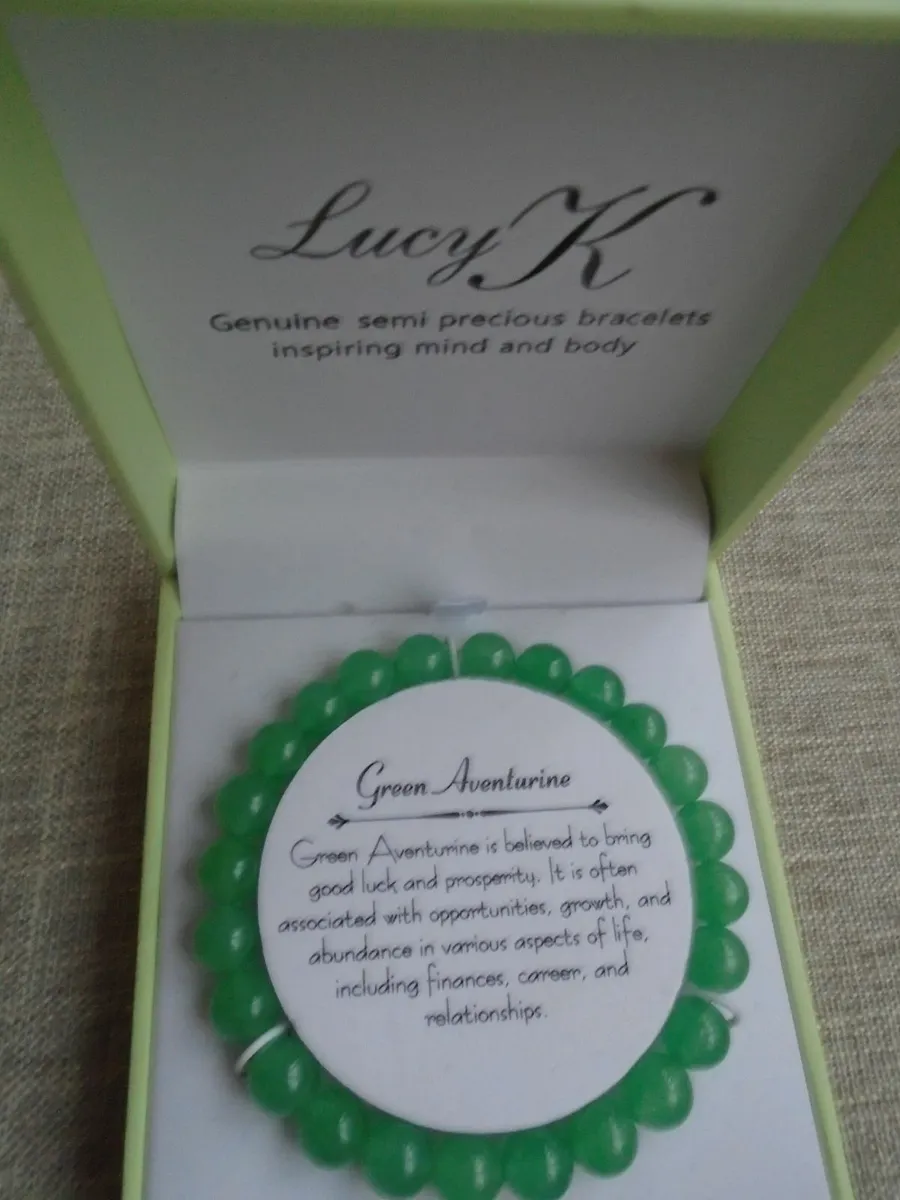 Lucy K
Genuine semi precious bracelets
inspiring mind and body
Green Aventurine
Green Aventurine is believed to bring
good luck and prosperity. It is often
associated with opportunities, growth, and
abundance in various aspects of life,
including finances, career, and
relationships.